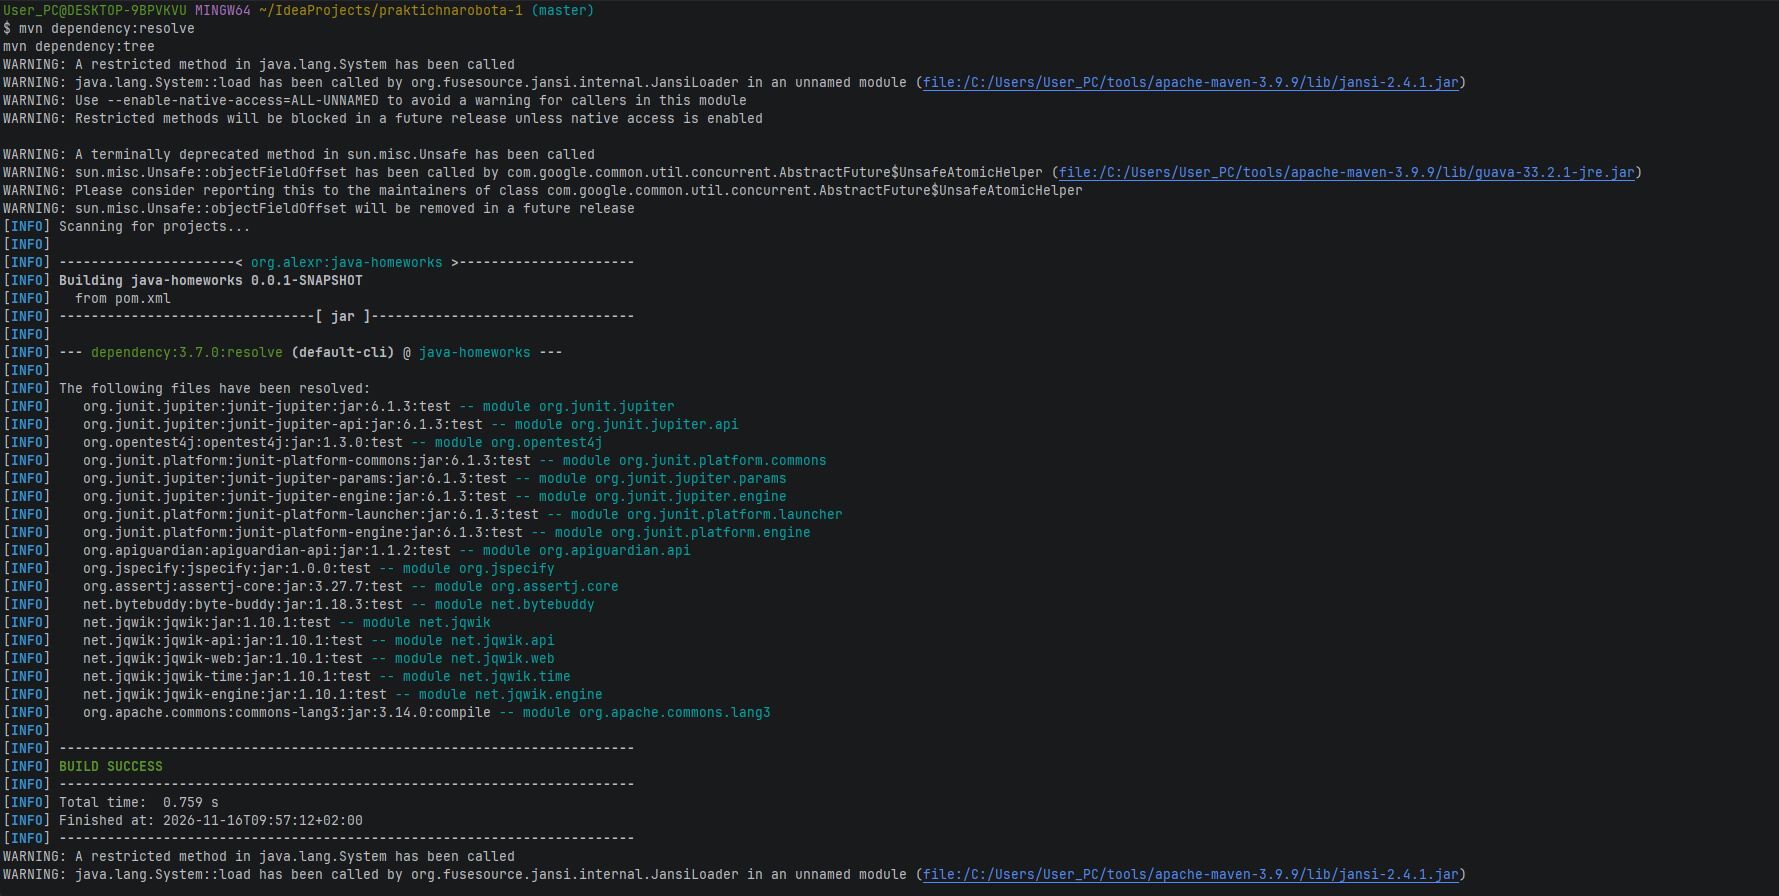 User_PC@DESKTOP-9BPVKVU MINGW64 ~/IdeaProjects/praktichnarobota-1 (master)
$ mvn dependency:resolve
mvn dependency:tree
WARNING: A restricted method in java.lang.System has been called
WARNING: java.lang.System::load has been called by org.fusesource.jansi.internal.JansiLoader in an unnamed module (file:/C:/Users/User_PC/tools/apache-maven-3.9.9/lib/jansi-2.4.1.jar)
WARNING: Use --enable-native-access=ALL-UNNAMED to avoid a warning for callers in this module
WARNING: Restricted methods will be blocked in a future release unless native access is enabled

WARNING: A terminally deprecated method in sun.misc.Unsafe has been called
WARNING: sun.misc.Unsafe::objectFieldOffset has been called by com.google.common.util.concurrent.AbstractFuture$UnsafeAtomicHelper (file:/C:/Users/User_PC/tools/apache-maven-3.9.9/lib/guava-33.2.1-jre.jar)
WARNING: Please consider reporting this to the maintainers of class com.google.common.util.concurrent.AbstractFuture$UnsafeAtomicHelper
WARNING: sun.misc.Unsafe::objectFieldOffset will be removed in a future release
[INFO] Scanning for projects...
[INFO]
[INFO] ----------------------< org.alexr:java-homeworks >----------------------
[INFO] Building java-homeworks 0.0.1-SNAPSHOT
[INFO]   from pom.xml
[INFO] --------------------------------[ jar ]---------------------------------
[INFO]
[INFO] --- dependency:3.7.0:resolve (default-cli) @ java-homeworks ---
[INFO]
[INFO] The following files have been resolved:
[INFO]    org.junit.jupiter:junit-jupiter:jar:6.1.3:test -- module org.junit.jupiter
[INFO]    org.junit.jupiter:junit-jupiter-api:jar:6.1.3:test -- module org.junit.jupiter.api
[INFO]    org.opentest4j:opentest4j:jar:1.3.0:test -- module org.opentest4j
[INFO]    org.junit.platform:junit-platform-commons:jar:6.1.3:test -- module org.junit.platform.commons
[INFO]    org.junit.jupiter:junit-jupiter-params:jar:6.1.3:test -- module org.junit.jupiter.params
[INFO]    org.junit.jupiter:junit-jupiter-engine:jar:6.1.3:test -- module org.junit.jupiter.engine
[INFO]    org.junit.platform:junit-platform-launcher:jar:6.1.3:test -- module org.junit.platform.launcher
[INFO]    org.junit.platform:junit-platform-engine:jar:6.1.3:test -- module org.junit.platform.engine
[INFO]    org.apiguardian:apiguardian-api:jar:1.1.2:test -- module org.apiguardian.api
[INFO]    org.jspecify:jspecify:jar:1.0.0:test -- module org.jspecify
[INFO]    org.assertj:assertj-core:jar:3.27.7:test -- module org.assertj.core
[INFO]    net.bytebuddy:byte-buddy:jar:1.18.3:test -- module net.bytebuddy
[INFO]    net.jqwik:jqwik:jar:1.10.1:test -- module net.jqwik
[INFO]    net.jqwik:jqwik-api:jar:1.10.1:test -- module net.jqwik.api
[INFO]    net.jqwik:jqwik-web:jar:1.10.1:test -- module net.jqwik.web
[INFO]    net.jqwik:jqwik-time:jar:1.10.1:test -- module net.jqwik.time
[INFO]    net.jqwik:jqwik-engine:jar:1.10.1:test -- module net.jqwik.engine
[INFO]    org.apache.commons:commons-lang3:jar:3.14.0:compile -- module org.apache.commons.lang3
[INFO]
[INFO] ------------------------------------------------------------------------
[INFO] BUILD SUCCESS
[INFO] ------------------------------------------------------------------------
[INFO] Total time:  0.759 s
[INFO] Finished at: 2026-11-16T09:57:12+02:00
[INFO] ------------------------------------------------------------------------
WARNING: A restricted method in java.lang.System has been called
WARNING: java.lang.System::load has been called by org.fusesource.jansi.internal.JansiLoader in an unnamed module (file:/C:/Users/User_PC/tools/apache-maven-3.9.9/lib/jansi-2.4.1.jar)